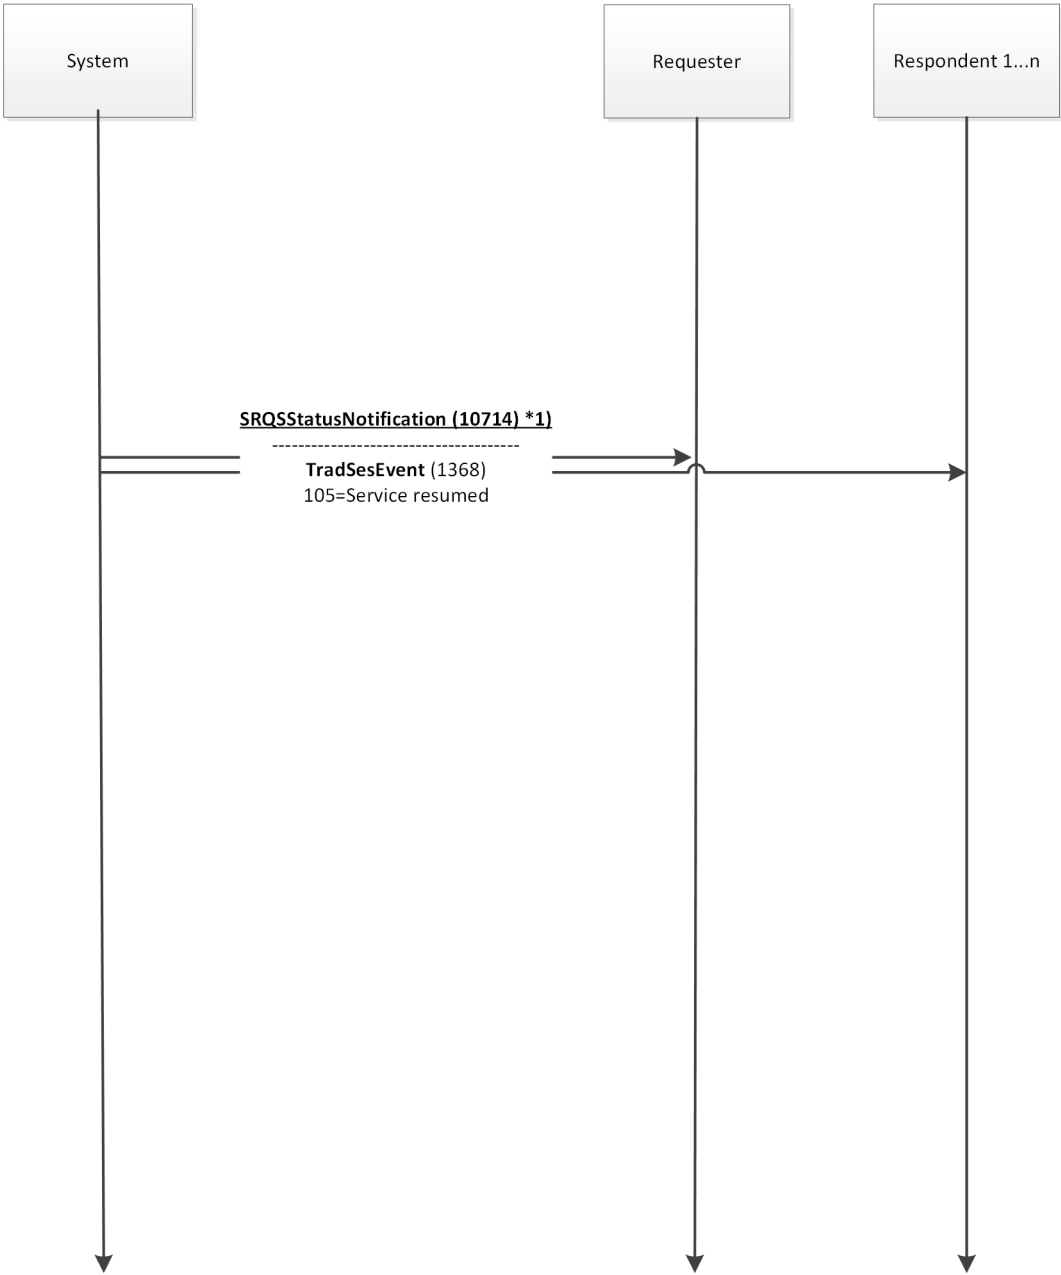 System
Requester
Respondent 1...n
SRQSStatusNotification (10714) *1)
--------------------------------------
TradSesEvent (1368)
105=Service resumed